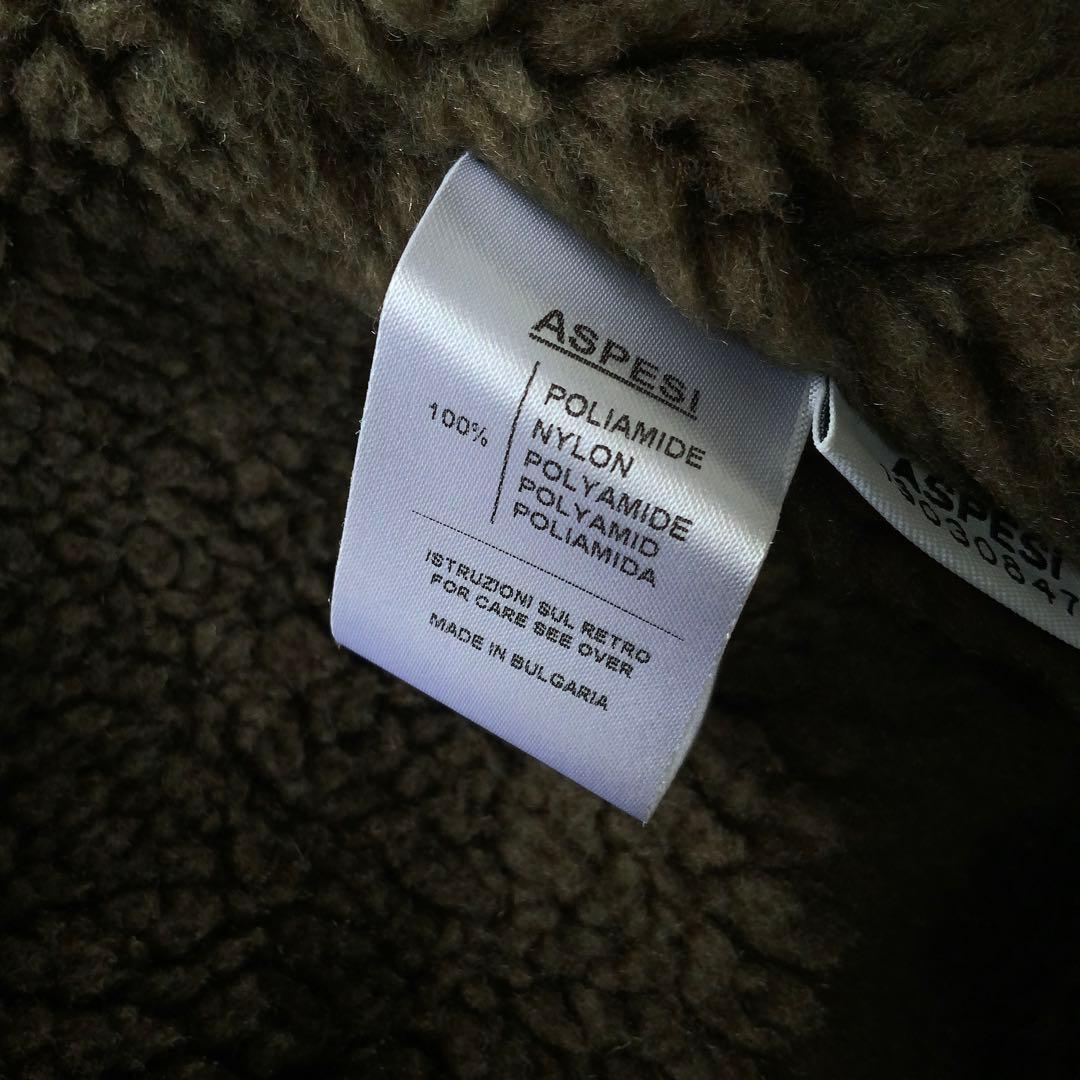 ASPESI
100%
POLIAMIDE
NYLON
POLYAMIDE
POLYAMID
POLIAMIDA
ISTRUZIONI SUL RETRO
FOR CARE SEE OVER
MADE IN BULGARIA
ASPESI